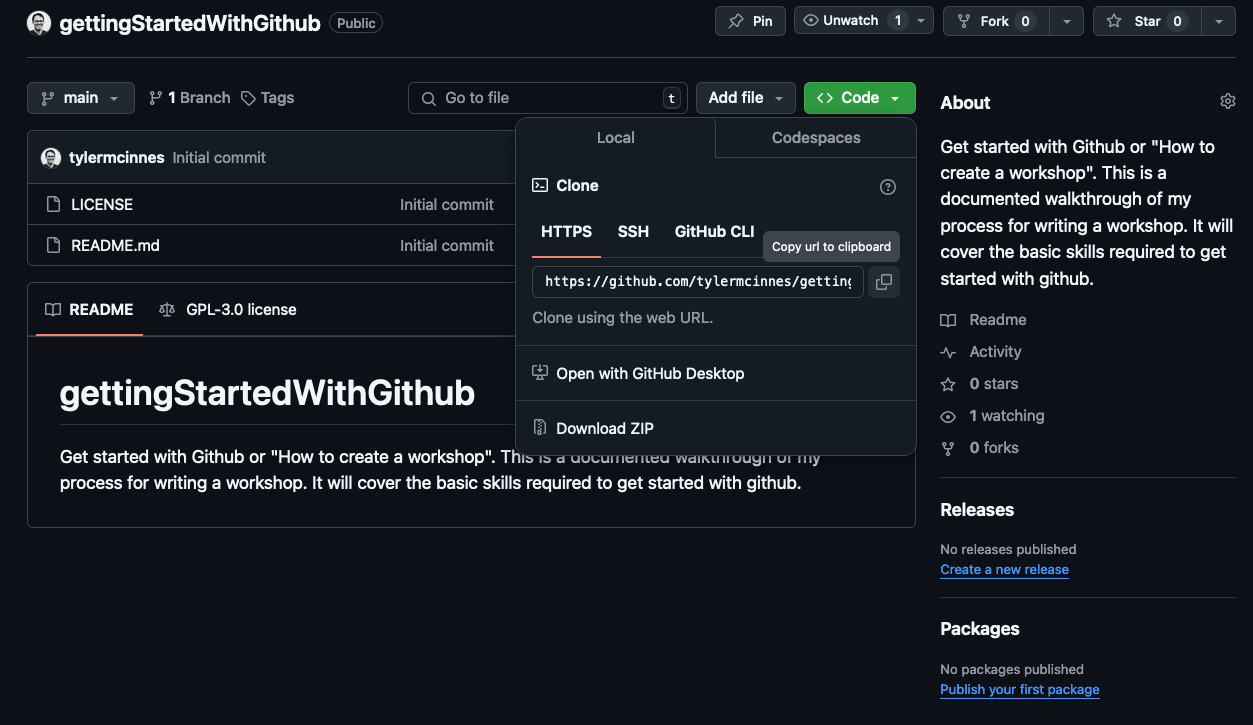 gettingStartedWithGithub Public
Pin
Unwatch 1
Fork 0
Star 0
main
1 Branch
Tags
Go to file t
Add file
<> Code
tylermcinnes Initial commit
LICENSE Initial commit
README.md Initial commit
README
GPL-3.0 license
gettingStartedWithGithub
Get started with Github or "How to create a workshop". This is a documented walkthrough of my
process for writing a workshop. It will cover the basic skills required to get started with github.
Local
Codespaces
Clone
HTTPS SSH GitHub CLI
Copy url to clipboard
https://github.com/tylermcinnes/getting
Clone using the web URL.
Open with GitHub Desktop
Download ZIP
About
Get started with Github or "How to
create a workshop". This is a
documented walkthrough of my
process for writing a workshop. It will
cover the basic skills required to get
started with github.
Readme
Activity
0 stars
1 watching
0 forks
Releases
No releases published
Create a new release
Packages
No packages published
Publish your first package